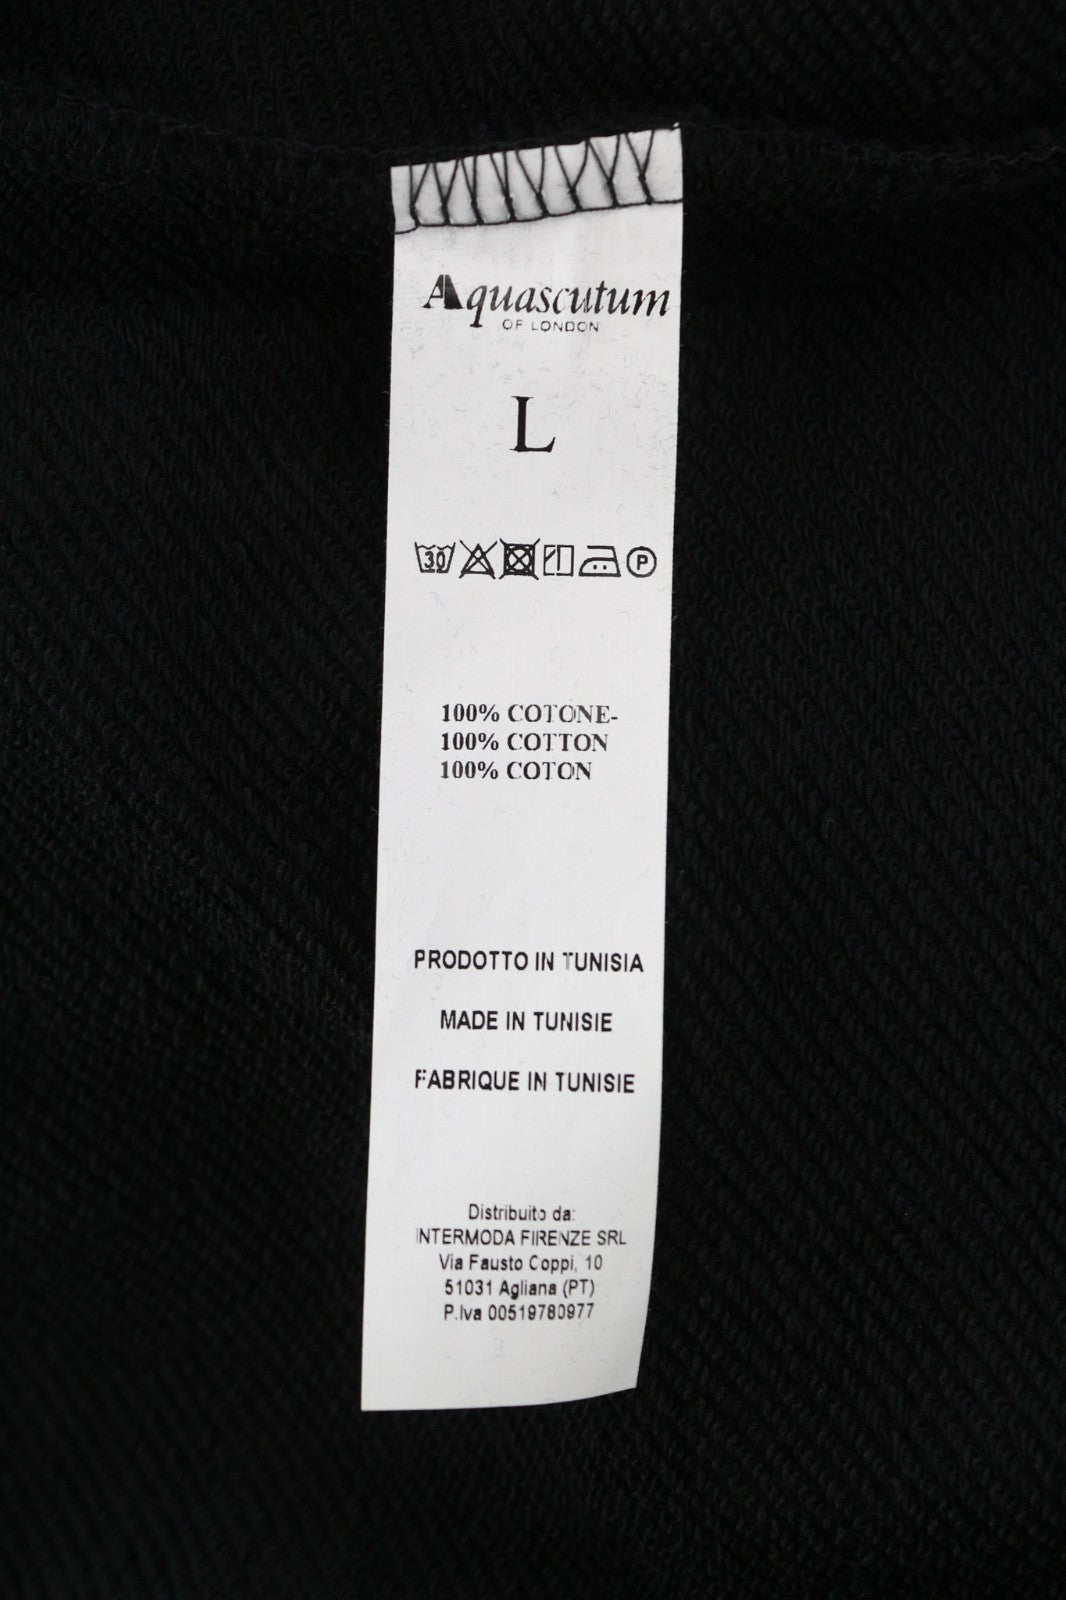 Aquascutum
OF LONDON
L
30 P
100% COTONE-
100% COTTON
100% COTON
PRODOTTO IN TUNISIA
MADE IN TUNISIE
FABRIQUE IN TUNISIE
Distribuito da:
INTERMODA FIRENZE SRL
Via Fausto Coppi, 10
51031 Agliana (PT)
P.Iva 00519780977